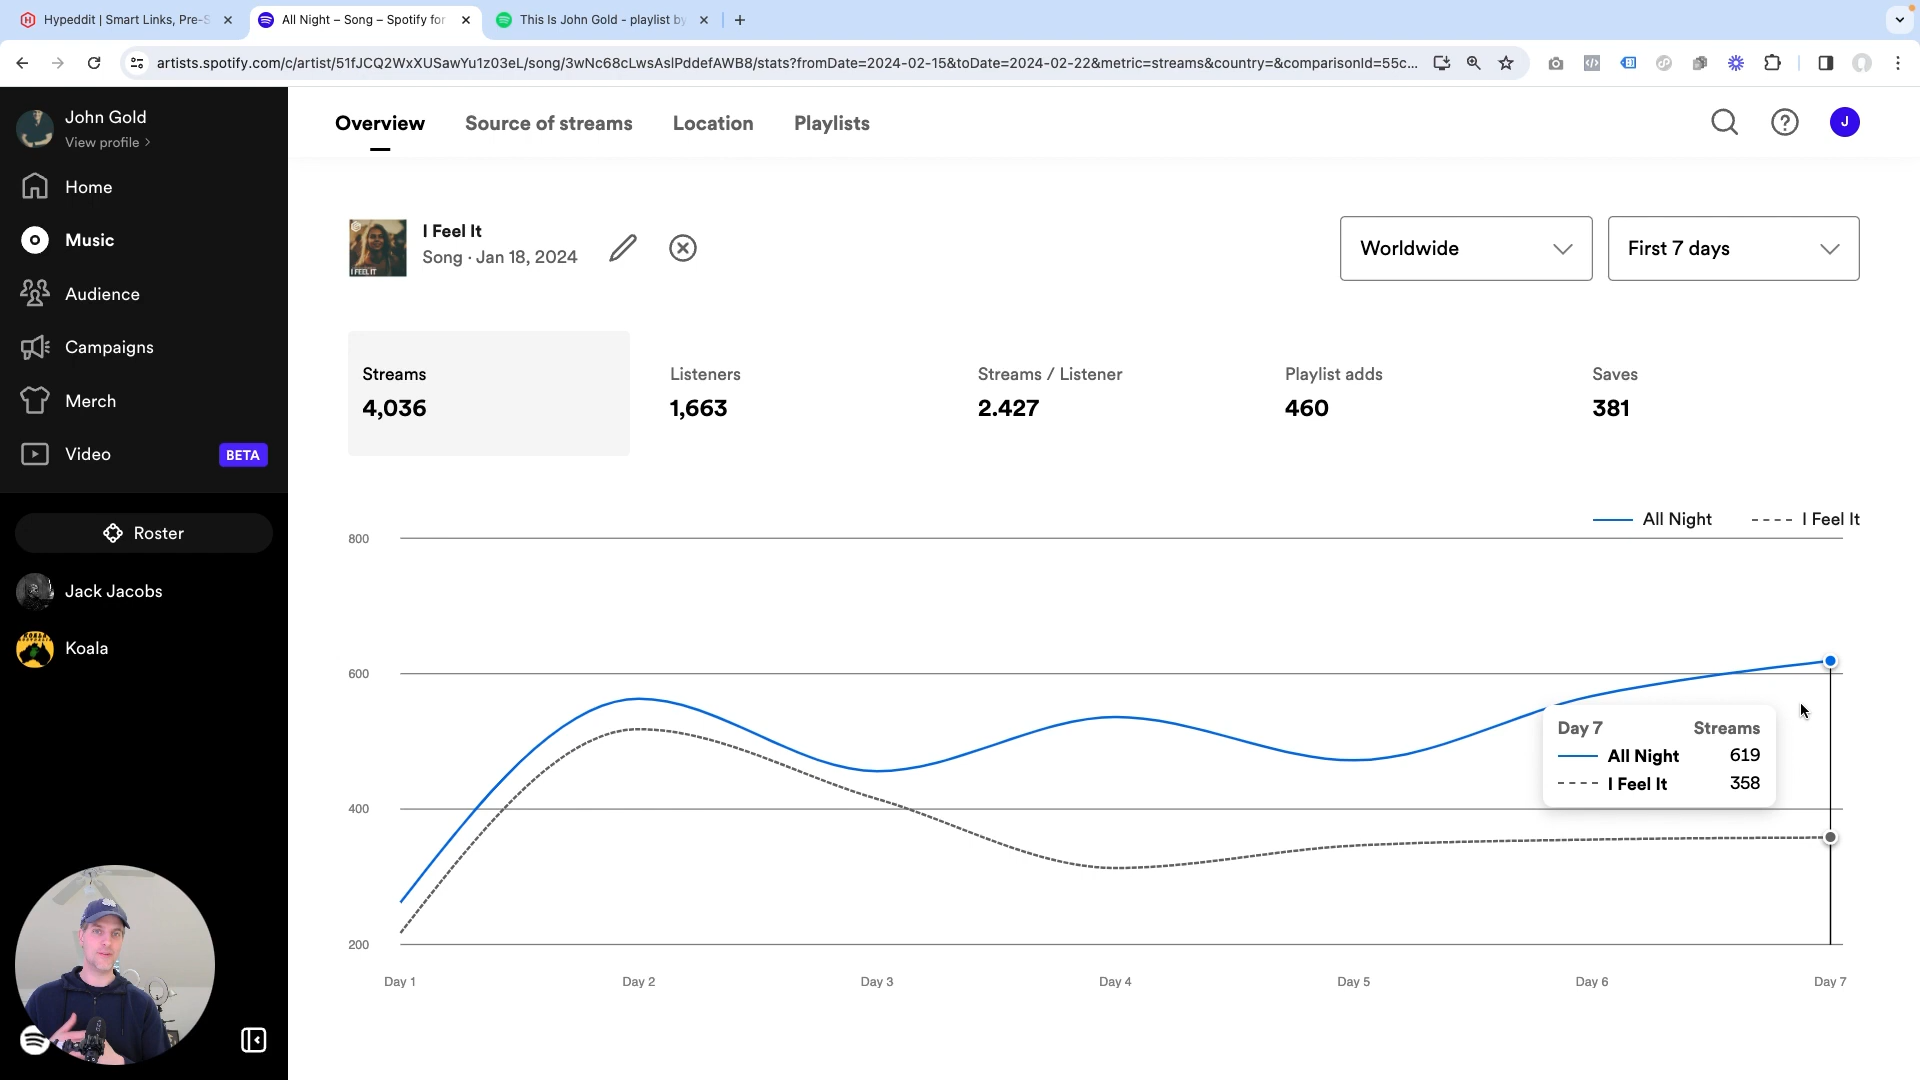 Hypeddit | Smart Links, Pre-S
All Night – Song – Spotify for
This Is John Gold - playlist by
artists.spotify.com/c/artist/51fJCQ2WxXUSawYu1z03eL/song/3wNc68cLwsAslPddefAWB8/stats?fromDate=2024-02-15&toDate=2024-02-22&metric=streams&country=&comparisonId=55c...
John Gold
View profile
Home
Music
Audience
Campaigns
Merch
Video BETA
Roster
Jack Jacobs
Koala
Overview Source of streams Location Playlists
J
I Feel It
Song · Jan 18, 2024
I FEEL IT
Worldwide
First 7 days
Streams
4,036
Listeners
1,663
Streams / Listener
2.427
Playlist adds
460
Saves
381
All Night I Feel It
800
600
400
200
Day 7 Streams
All Night 619
I Feel It 358
Day 1 Day 2 Day 3 Day 4 Day 5 Day 6 Day 7